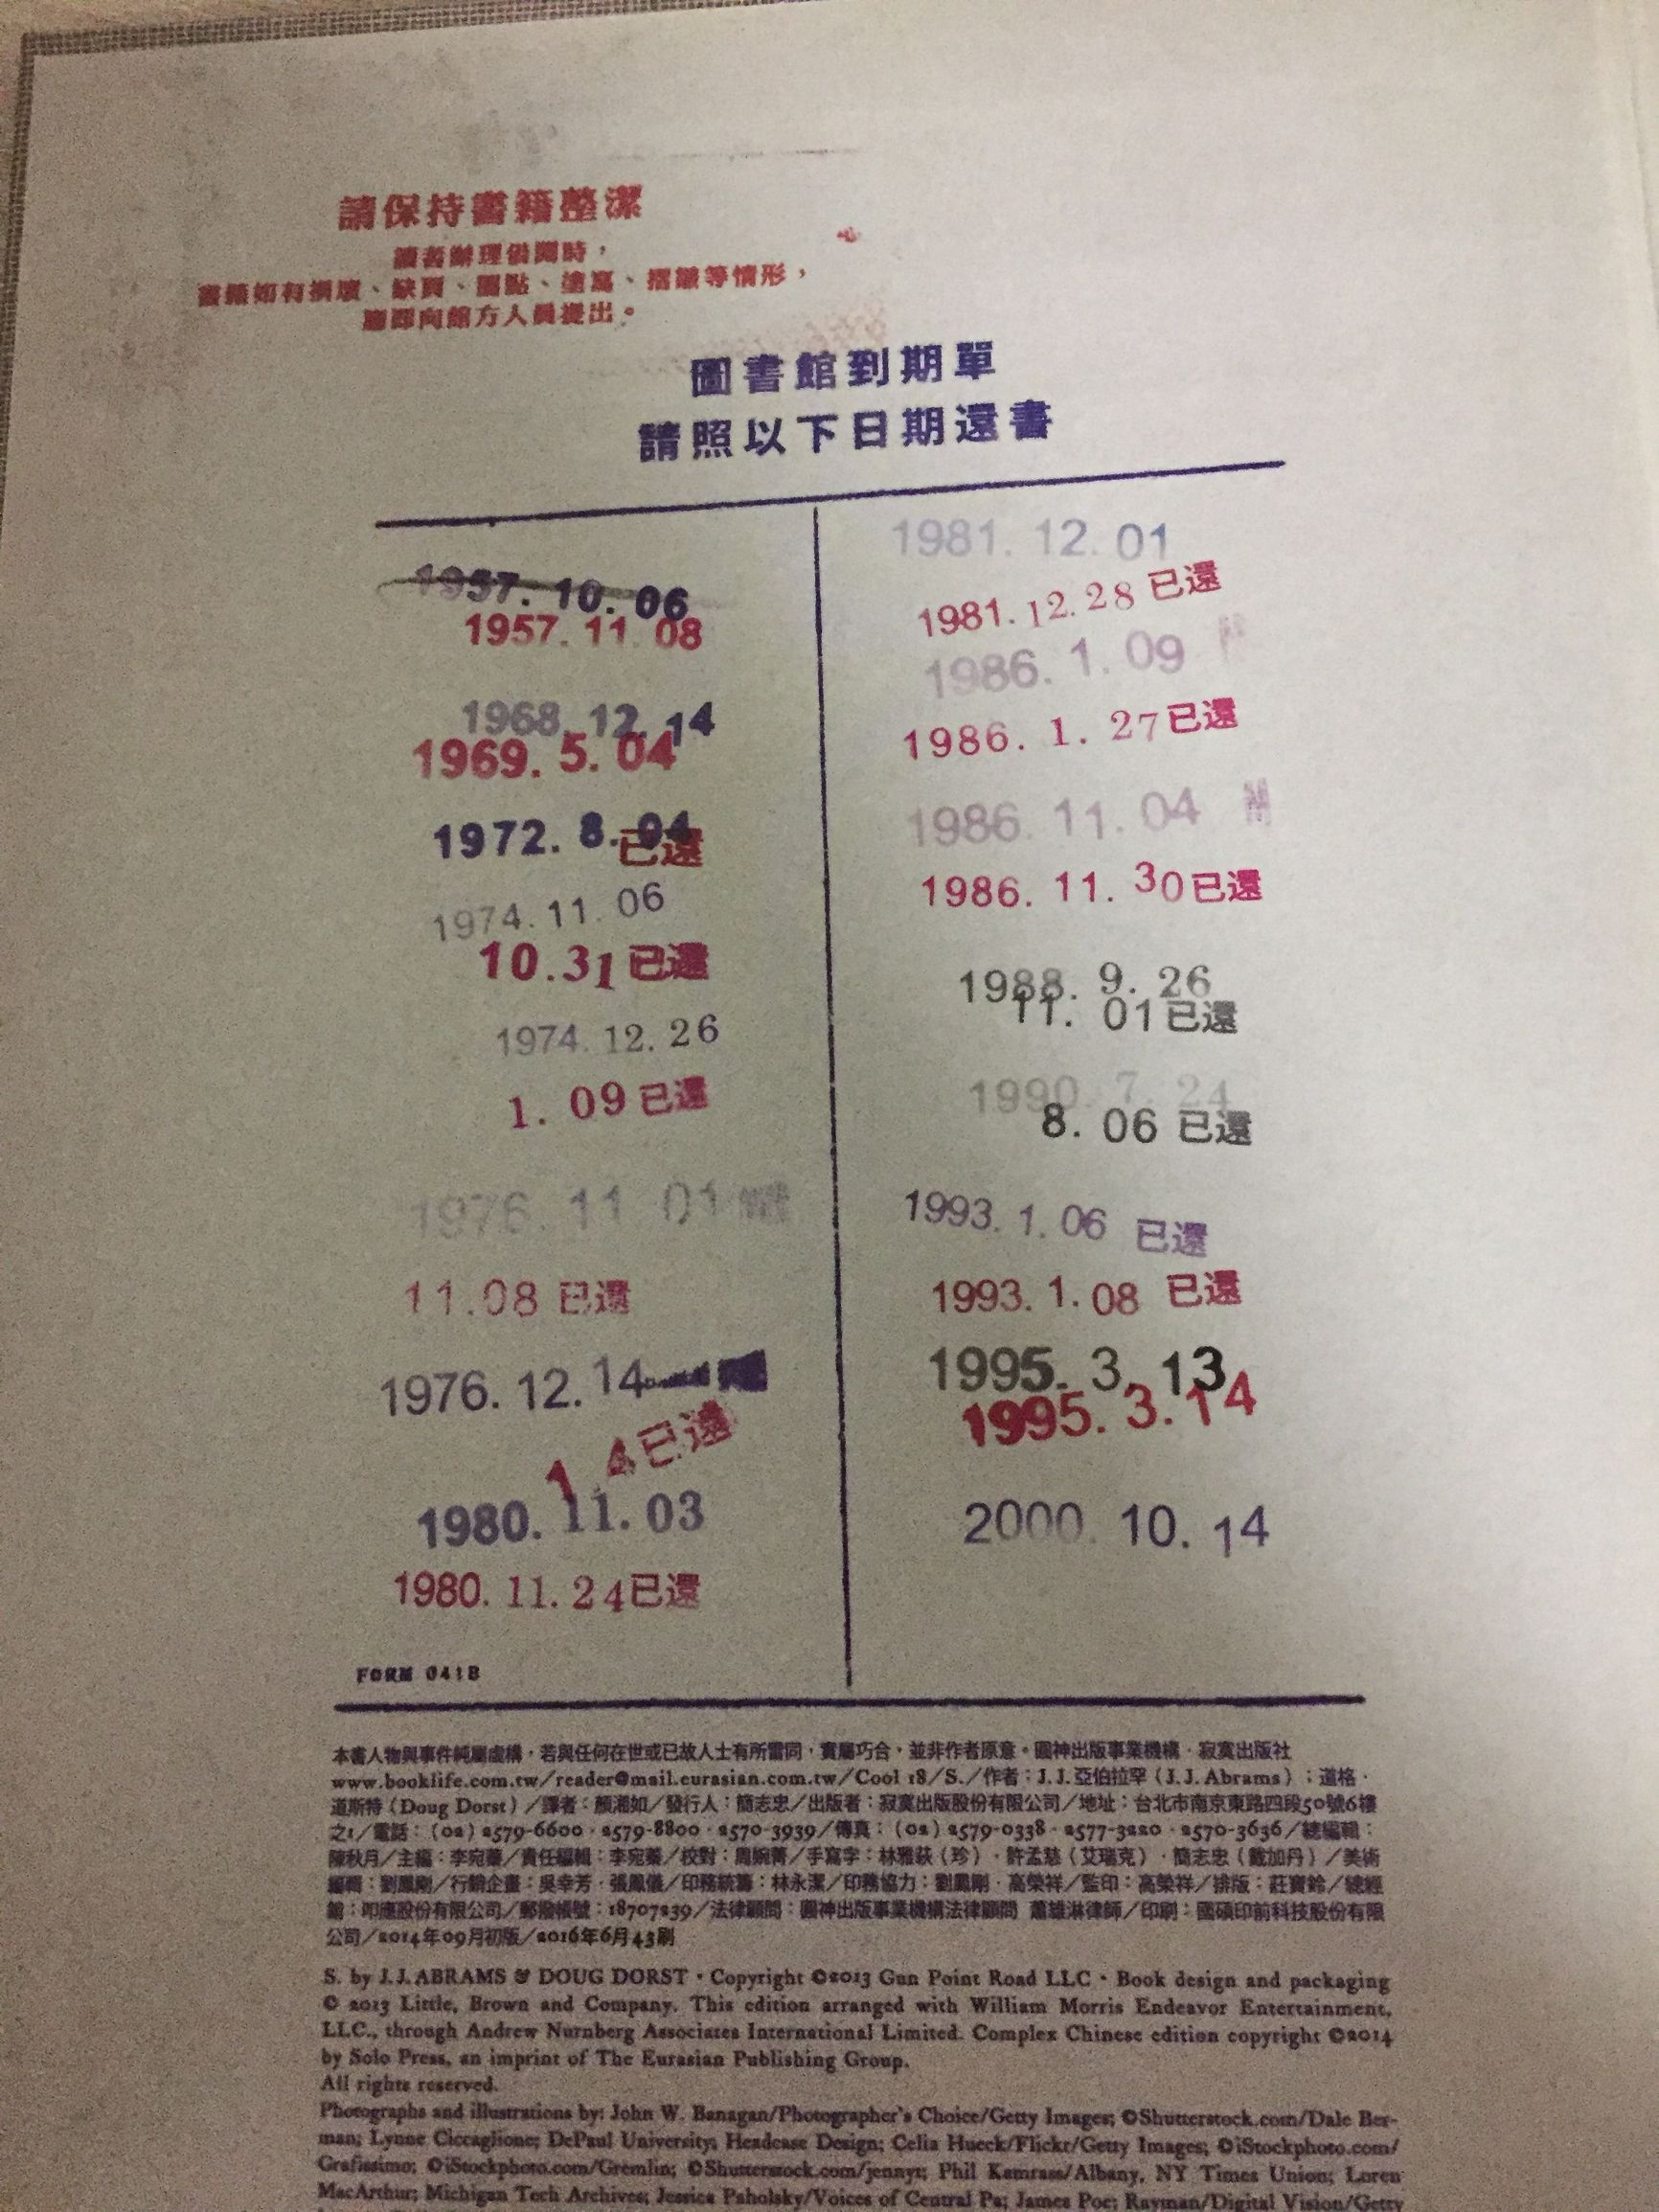 請保持書籍整潔
讀者辦理借閱時，
書籍如有損壞、缺頁、圈點、塗寫、摺皺等情形，
應即向館方人員提出。
圖書館到期單
請照以下日期還書
1957. 10. 06
1957. 11 08
1968. 12. 14
1969. 5. 04
1972. 8. 04
已還
1974. 11. 06
10.31 已還
1974. 12. 26
1. 09 已還
1976. 11 01
11.08 已還
1976. 12. 14
1 4 已還
1980. 11. 03
1980. 11. 24 已還
1981. 12. 01
1981. 12. 28 已還
1986. 1. 09
1986. 1. 27 已還
1986. 11. 04
1986. 11. 30 已還
1988. 9. 26
11. 01 已還
1990. 7. 24
8. 06 已還
1993. 1. 06 已還
1993. 1. 08 已還
1995. 3. 13
1995. 3. 14
2000. 10. 14
FORM 041B
本書人物與事件純屬虛構，若與任何在世或已故人士有所雷同，實屬巧合，並非作者原意。圓神出版事業機構·寂寞出版社
www.booklife.com.tw／reader@mail.eurasian.com.tw／Cool 18／S.／作者：J. J. 亞伯拉罕（J. J. Abrams）；道格·
道斯特（Doug Dorst）／譯者：顏湘如／發行人：簡志忠／出版者：寂寞出版股份有限公司／地址：台北市南京東路四段50號6樓
之1／電話：（02）2579-6600·2579-8800·2570-3939／傳真：（02）2579-0338·2577-3220·2570-3636／總編輯：
陳秋月／主編：李宛蓁／責任編輯：李宛蓁／校對：周婉菁／手寫字：林雅萩（珍）·許孟慈（艾瑞克）·簡志忠（戴加丹）／美術
編輯：劉鳳剛／行銷企畫：吳幸芳·張鳳儀／印務統籌：林永潔／印務協力：劉鳳剛·高榮祥／監印：高榮祥／排版：莊寶鈴／總經
銷：叩應股份有限公司／郵撥帳號：18707239／法律顧問：圓神出版事業機構法律顧問 蕭雄淋律師／印刷：國碩印前科技股份有限
公司／2014年09月初版／2016年6月43刷
S. by J. J. ABRAMS & DOUG DORST · Copyright ©2013 Gun Point Road LLC · Book design and packaging
© 2013 Little, Brown and Company. This edition arranged with William Morris Endeavor Entertainment,
LLC., through Andrew Nurnberg Associates International Limited. Complex Chinese edition copyright ©2014
by Solo Press, an imprint of The Eurasian Publishing Group.
All rights reserved.
Photographs and illustrations by: John W. Banagan/Photographer's Choice/Getty Images; ©Shutterstock.com/Dale Ber-
man; Lynne Ciccaglione; DePaul University; Headcase Design; Celia Hueck/Flickr/Getty Images; ©iStockphoto.com/
Grafissimo; ©iStockphoto.com/Gremlin; ©Shutterstock.com/jennyt; Phil Kamrass/Albany, NY Times Union; Loren
MacArthur; Michigan Tech Archives; Jessica Paholsky/Voices of Central Pa; James Poe; Rayman/Digital Vision/Getty